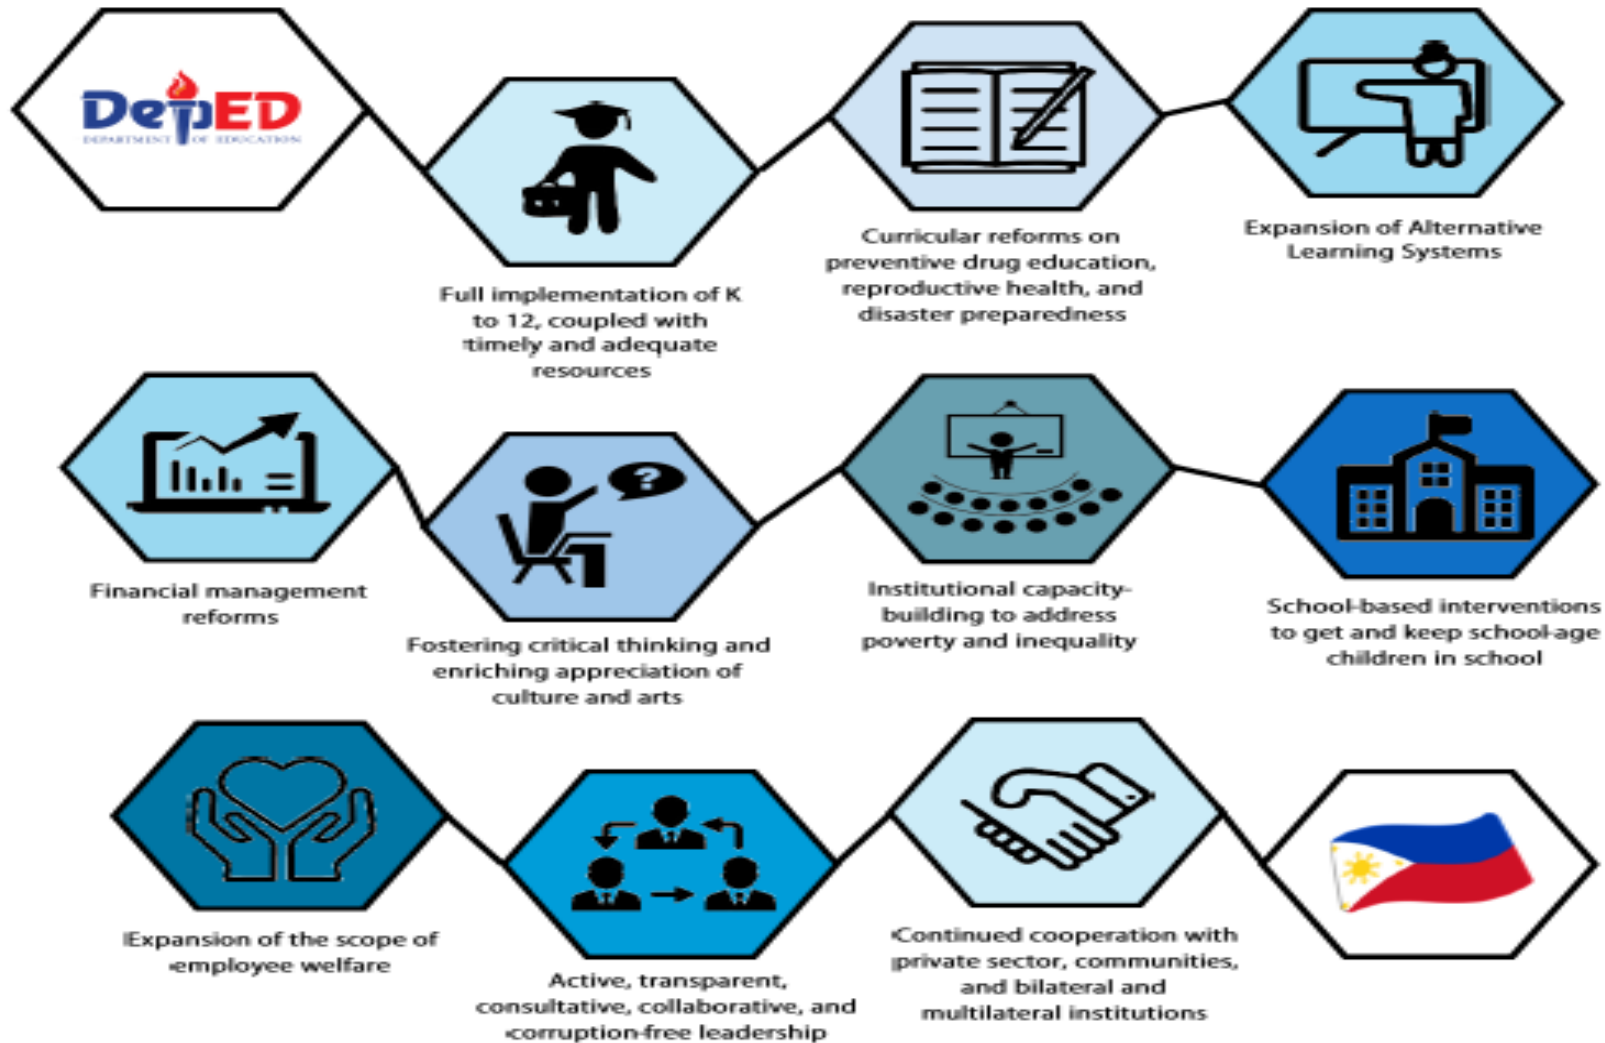 DepED
DEPARTMENT OF EDUCATION
Full implementation of K
to 12, coupled with
timely and adequate
resources
Curricular reforms on
preventive drug education,
reproductive health, and
disaster preparedness
Expansion of Alternative
Learning Systems
Financial management
reforms
?
Fostering critical thinking and
enriching appreciation of
culture and arts
Institutional capacity-
building to address
poverty and inequality
School-based interventions
to get and keep school-age
children in school
Expansion of the scope of
employee welfare
Active, transparent,
consultative, collaborative, and
corruption-free leadership
Continued cooperation with
private sector, communities,
and bilateral and
multilateral institutions